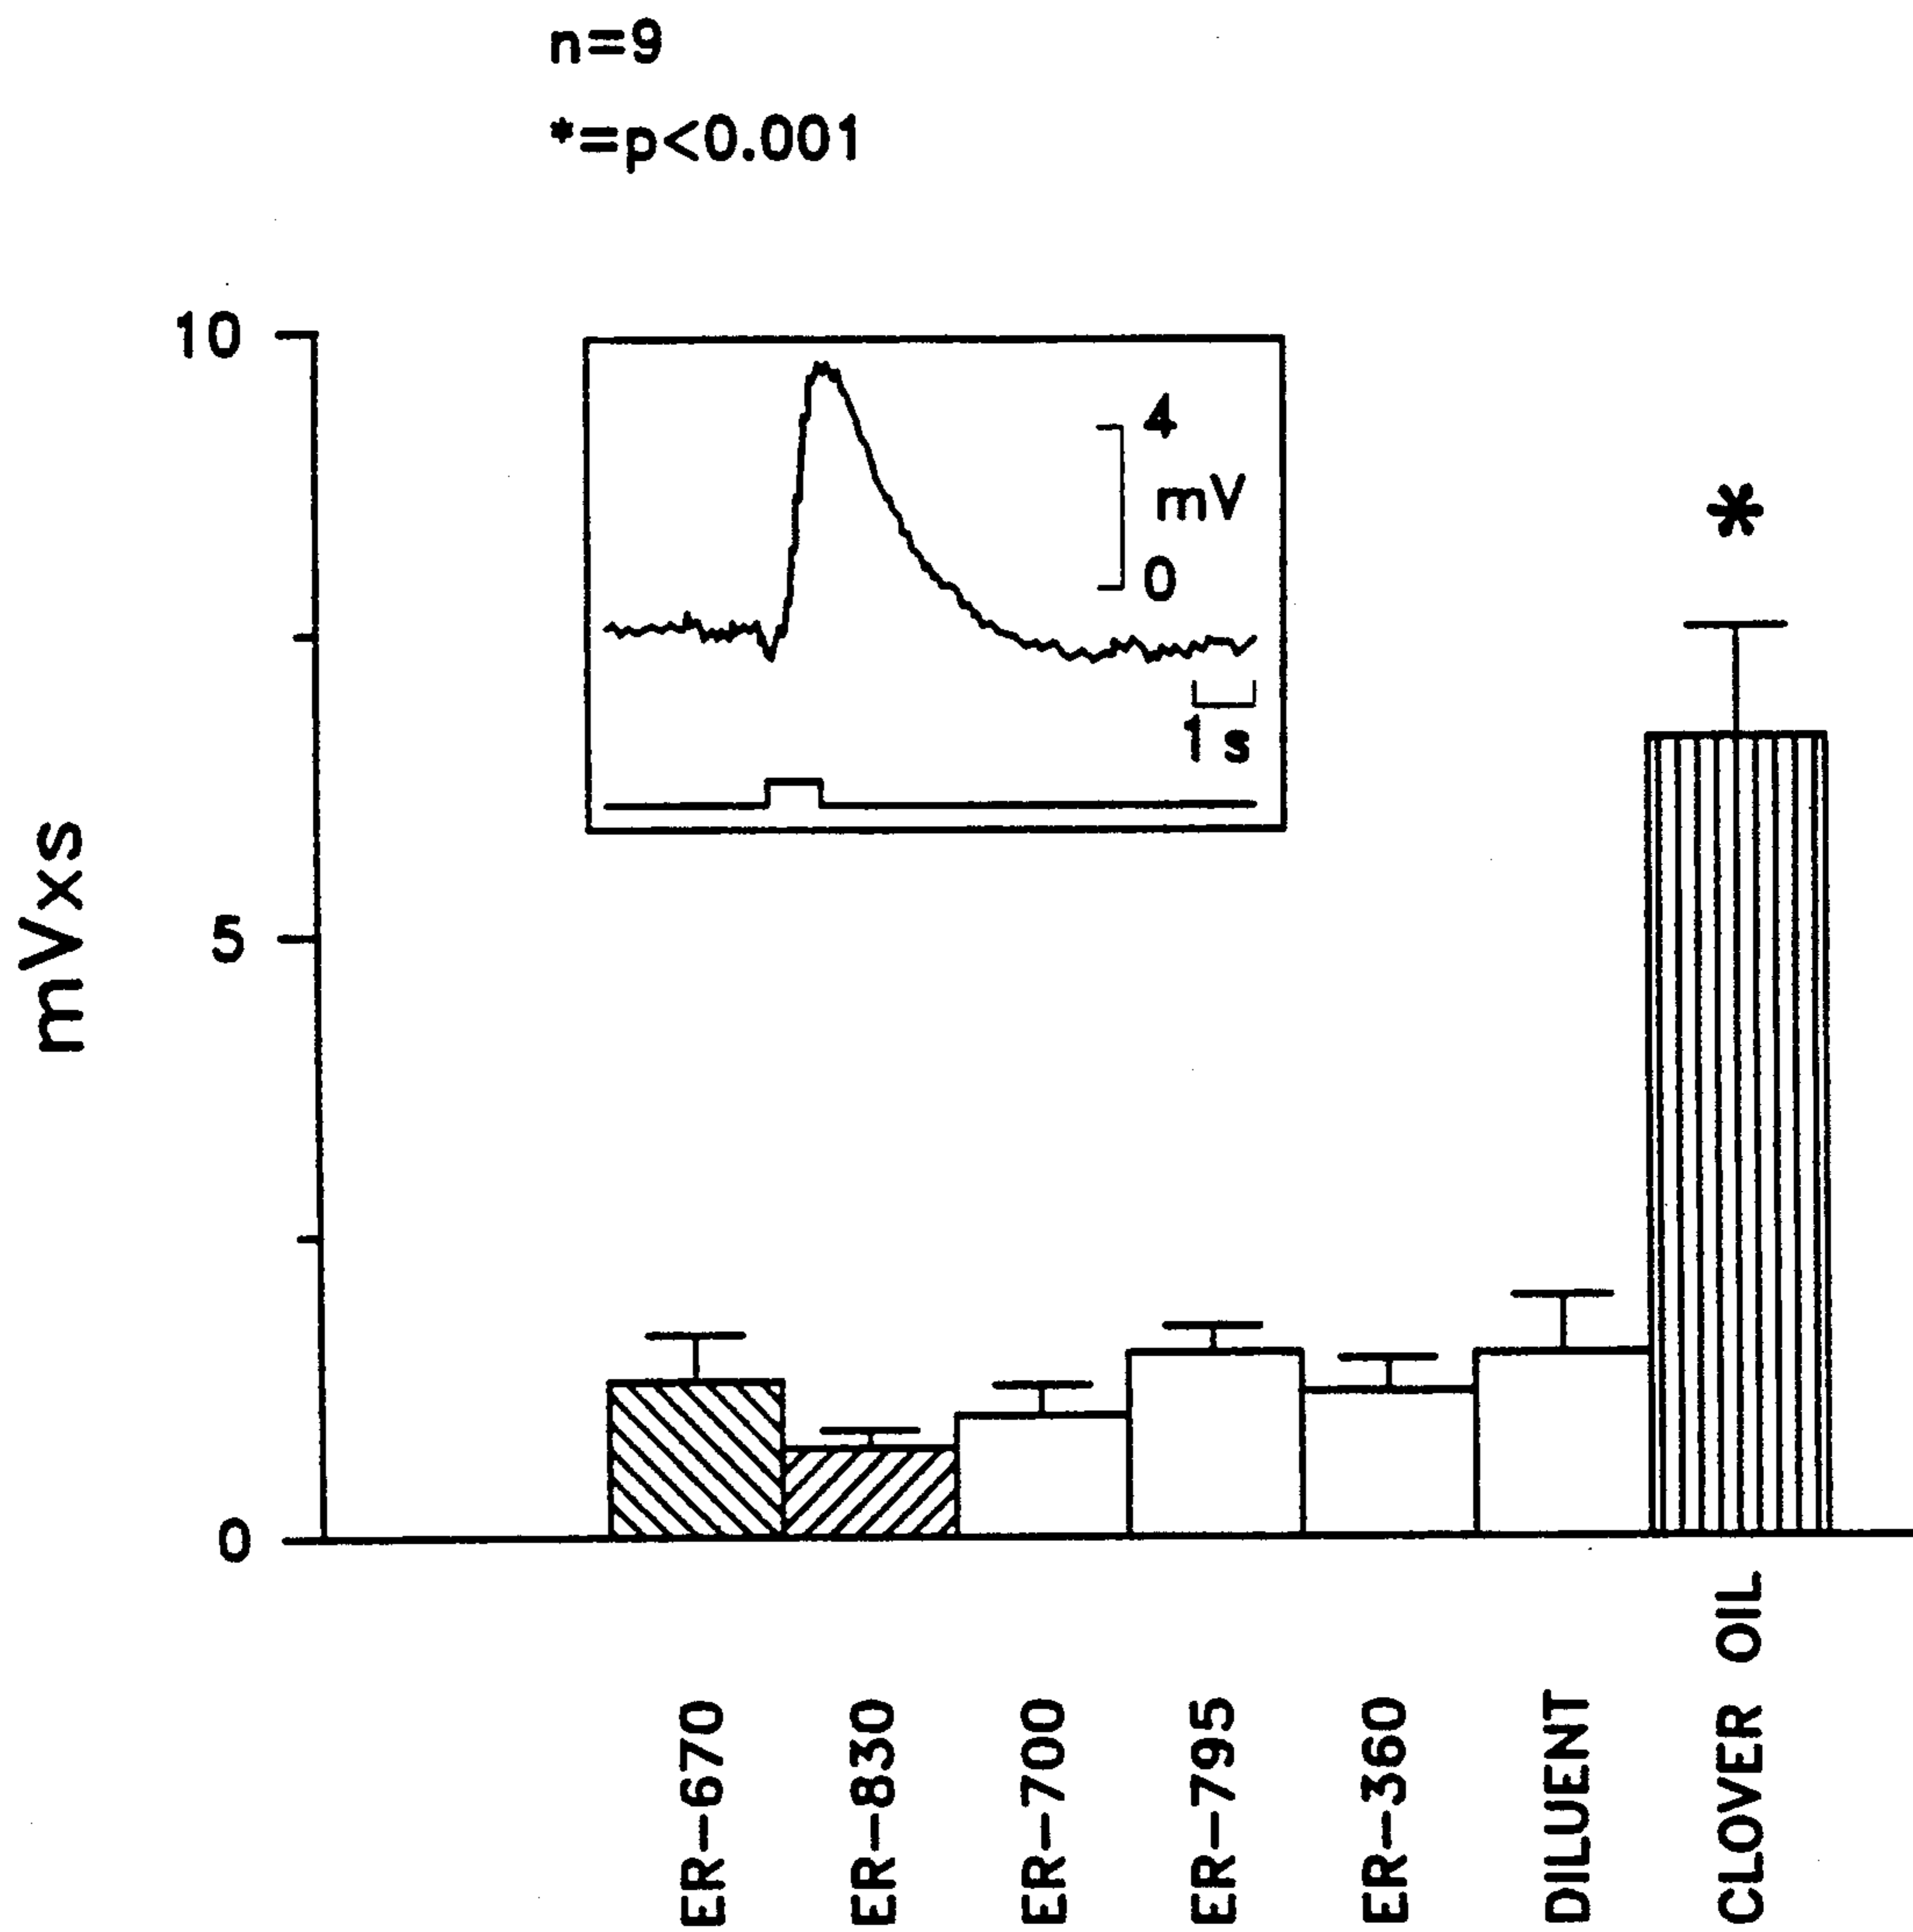 n=9
*=p<0.001
10
5
0
mVxs
4
mV
0
1s
*
ER-670
ER-830
ER-700
ER-795
ER-360
DILUENT
CLOVER OIL